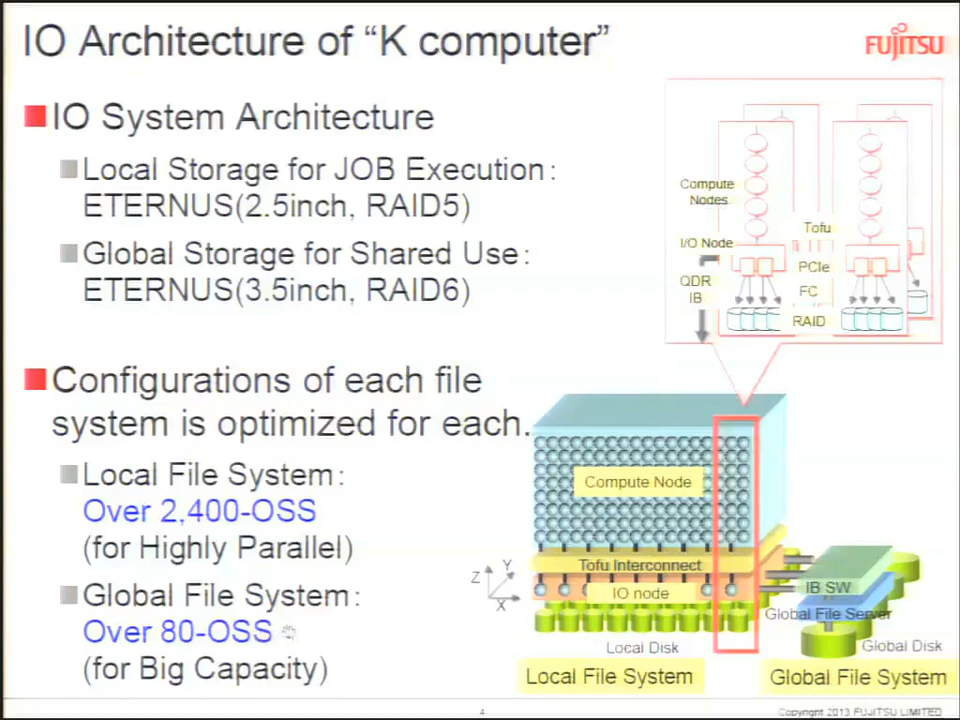 IO Architecture of “K computer”
FUJITSU
IO System Architecture
Local Storage for JOB Execution:
ETERNUS(2.5inch, RAID5)
Global Storage for Shared Use:
ETERNUS(3.5inch, RAID6)
Configurations of each file
system is optimized for each.
Local File System:
Over 2,400-OSS
(for Highly Parallel)
Global File System:
Over 80-OSS
(for Big Capacity)
Compute
Nodes
Tofu
I/O Node
PCIe
QDR
IB
FC
RAID
Compute Node
Tofu Interconnect
IO node
Z
Y
X
IB SW
Global File Server
Local Disk
Global Disk
Local File System
Global File System
4
Copyright 2013 FUJITSU LIMITED